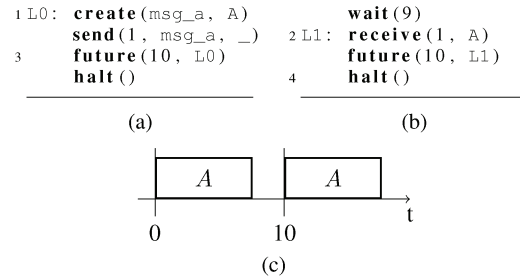 1 L0: create(msg_a, A)
send(1, msg_a, _)
3 future(10, L0)
halt()
(a)
wait(9)
2 L1: receive(1, A)
future(10, L1)
4 halt()
(b)
A A
t
0 10
(c)